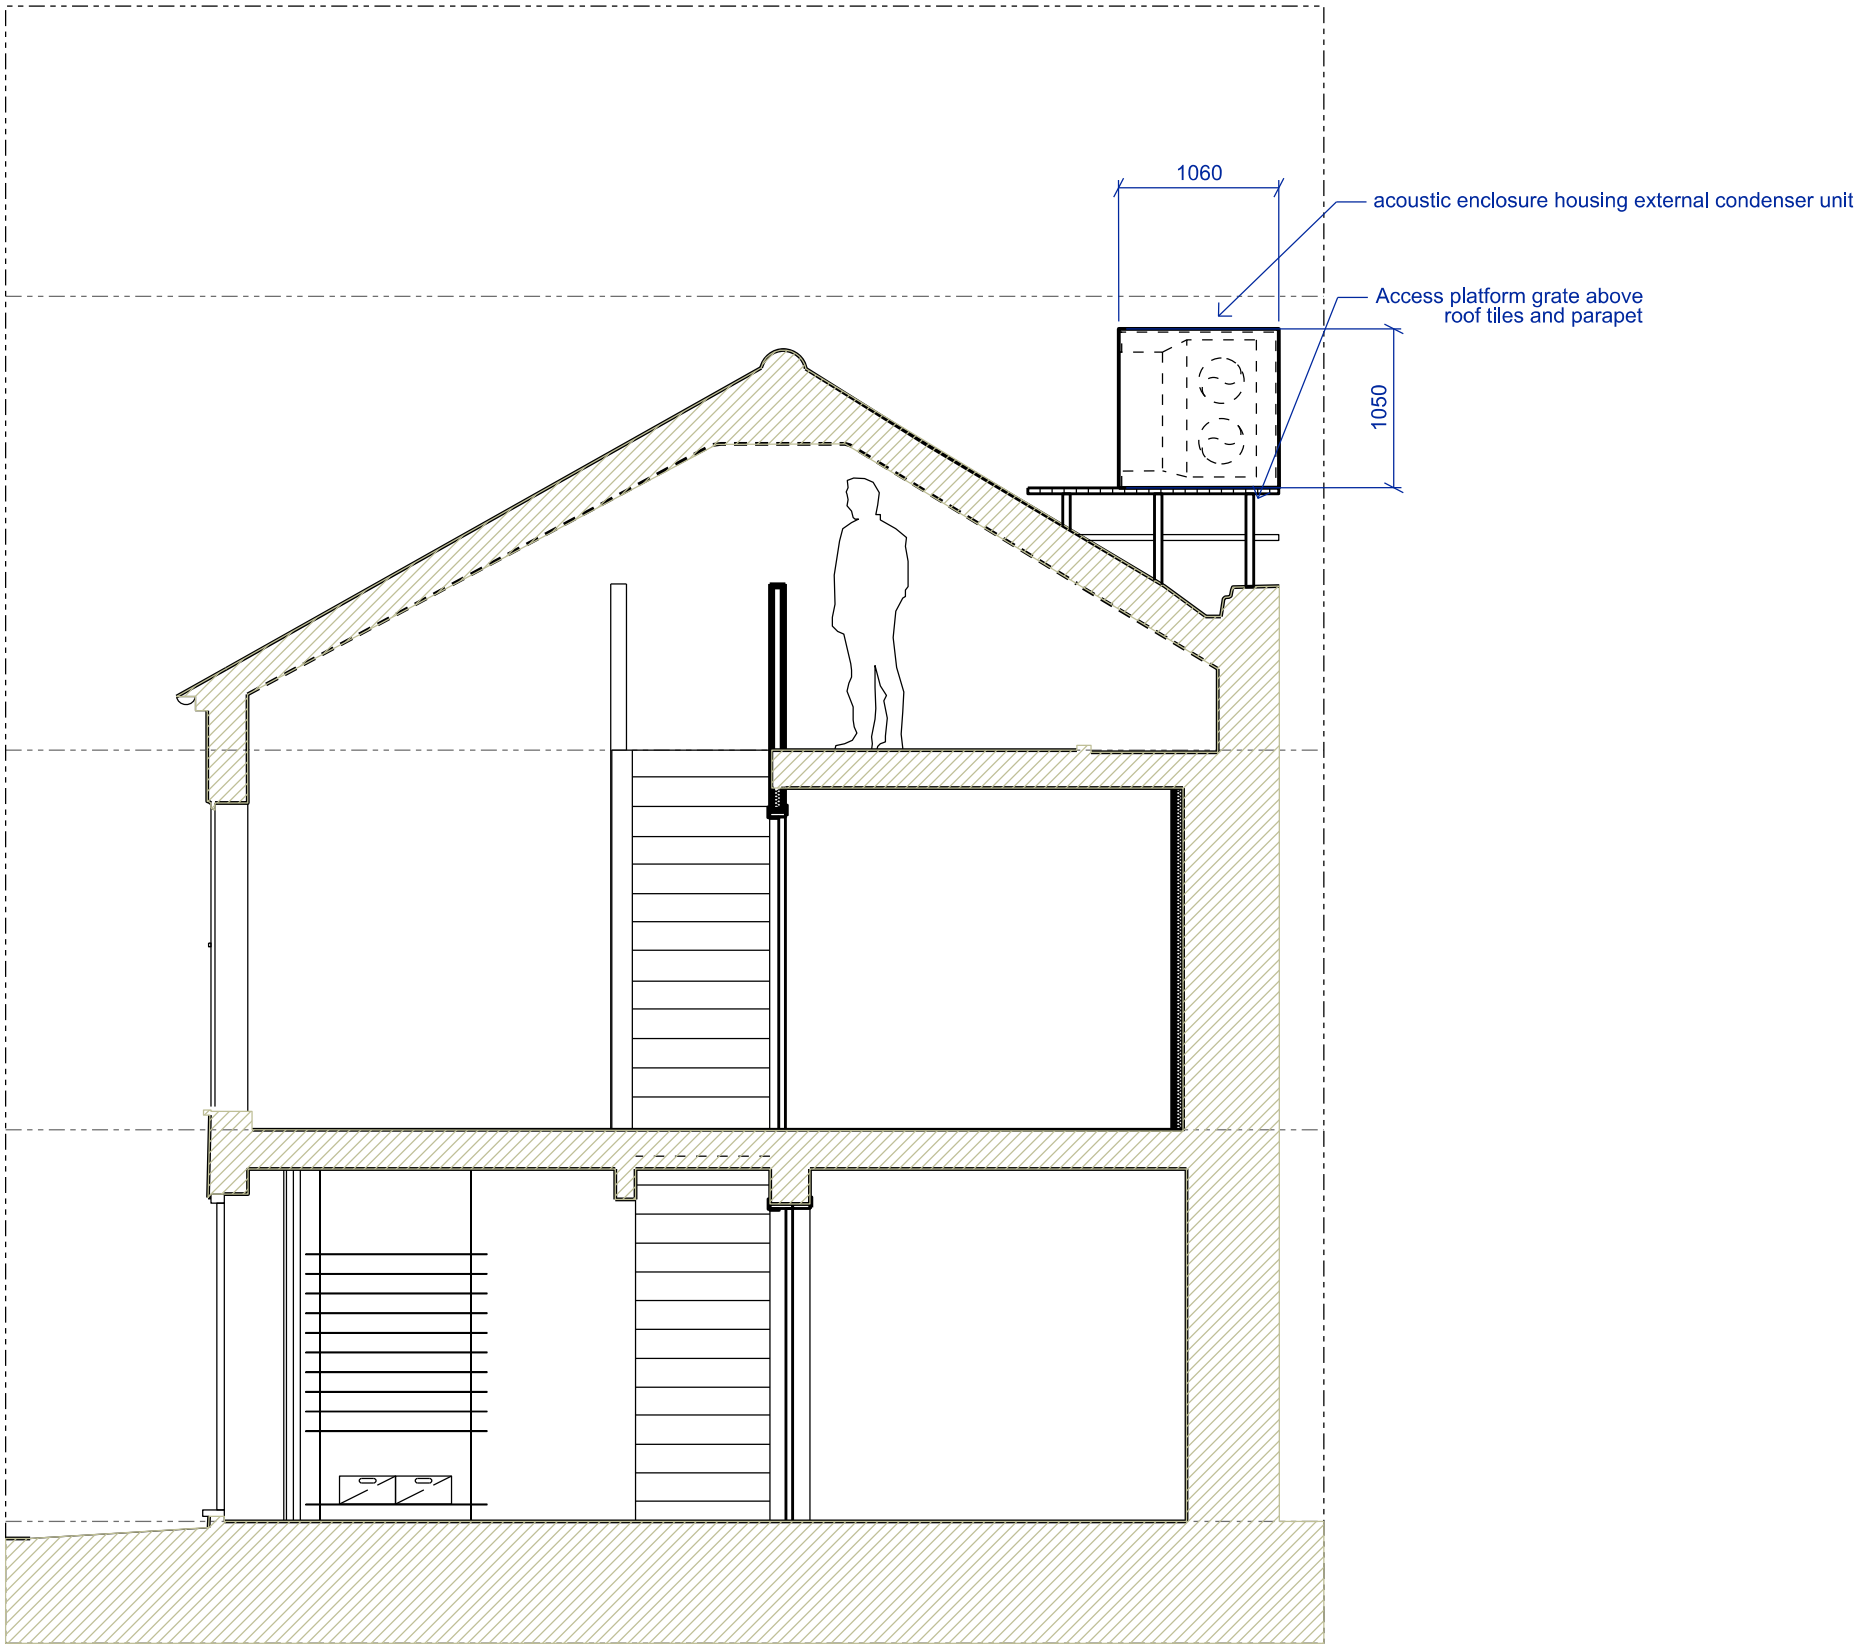 1060
acoustic enclosure housing external condenser unit
Access platform grate above
roof tiles and parapet
1050